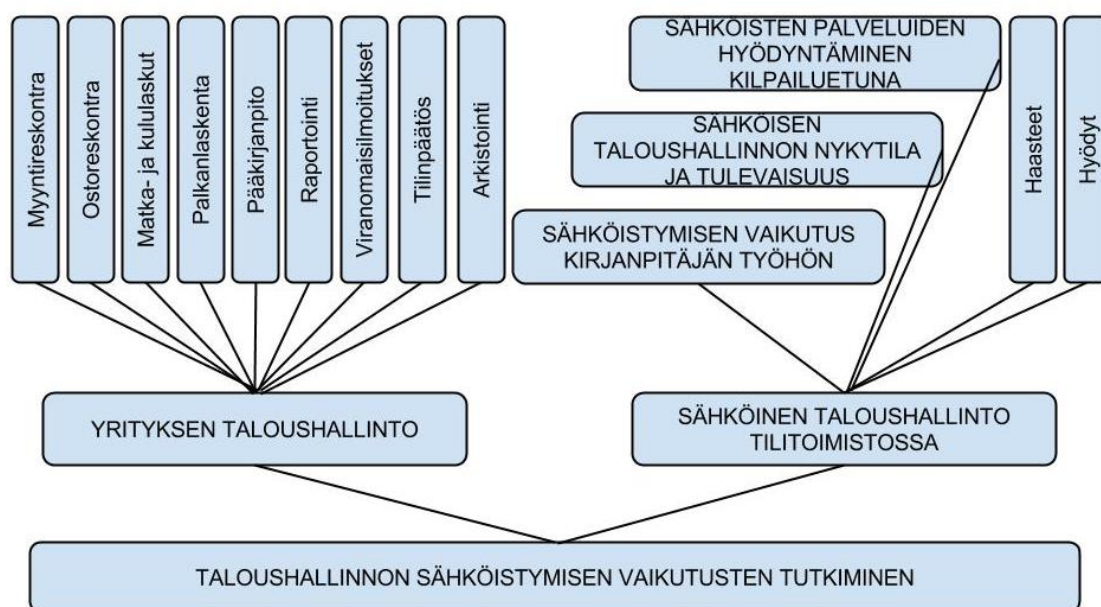 Myyntireskontra
Ostoreskontra
Matka- ja kululaskut
Palkanlaskenta
Pääkirjanpito
Raportointi
Viranomaisilmoitukset
Tilinpäätös
Arkistointi
SÄHKÖISTEN PALVELUIDEN
HYÖDYNTÄMINEN
KILPAILUETUNA
SÄHKÖISEN
TALOUSHALLINNON NYKYTILA
JA TULEVAISUUS
SÄHKÖISTYMISEN VAIKUTUS
KIRJANPITÄJÄN TYÖHÖN
Haasteet
Hyödyt
YRITYKSEN TALOUSHALLINTO
SÄHKÖINEN TALOUSHALLINTO
TILITOIMISTOSSA
TALOUSHALLINNON SÄHKÖISTYMISEN VAIKUTUSTEN TUTKIMINEN